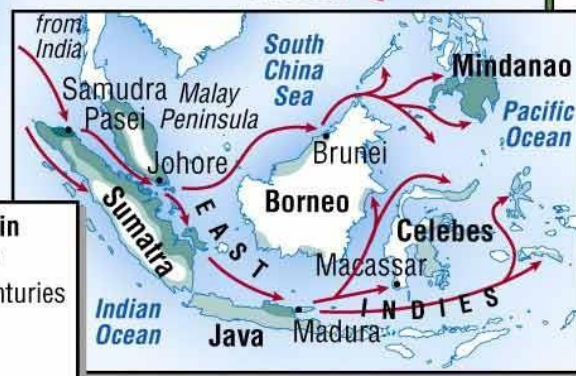 from
India
South
China
Sea
Mindanao
Samudra
Pasei
Malay
Peninsula
Pacific
Ocean
Johore
Brunei
Sumatra
EAST
Borneo
in
Celebes
nturies
Macassar
INDIES
Indian
Ocean
Java
Madura